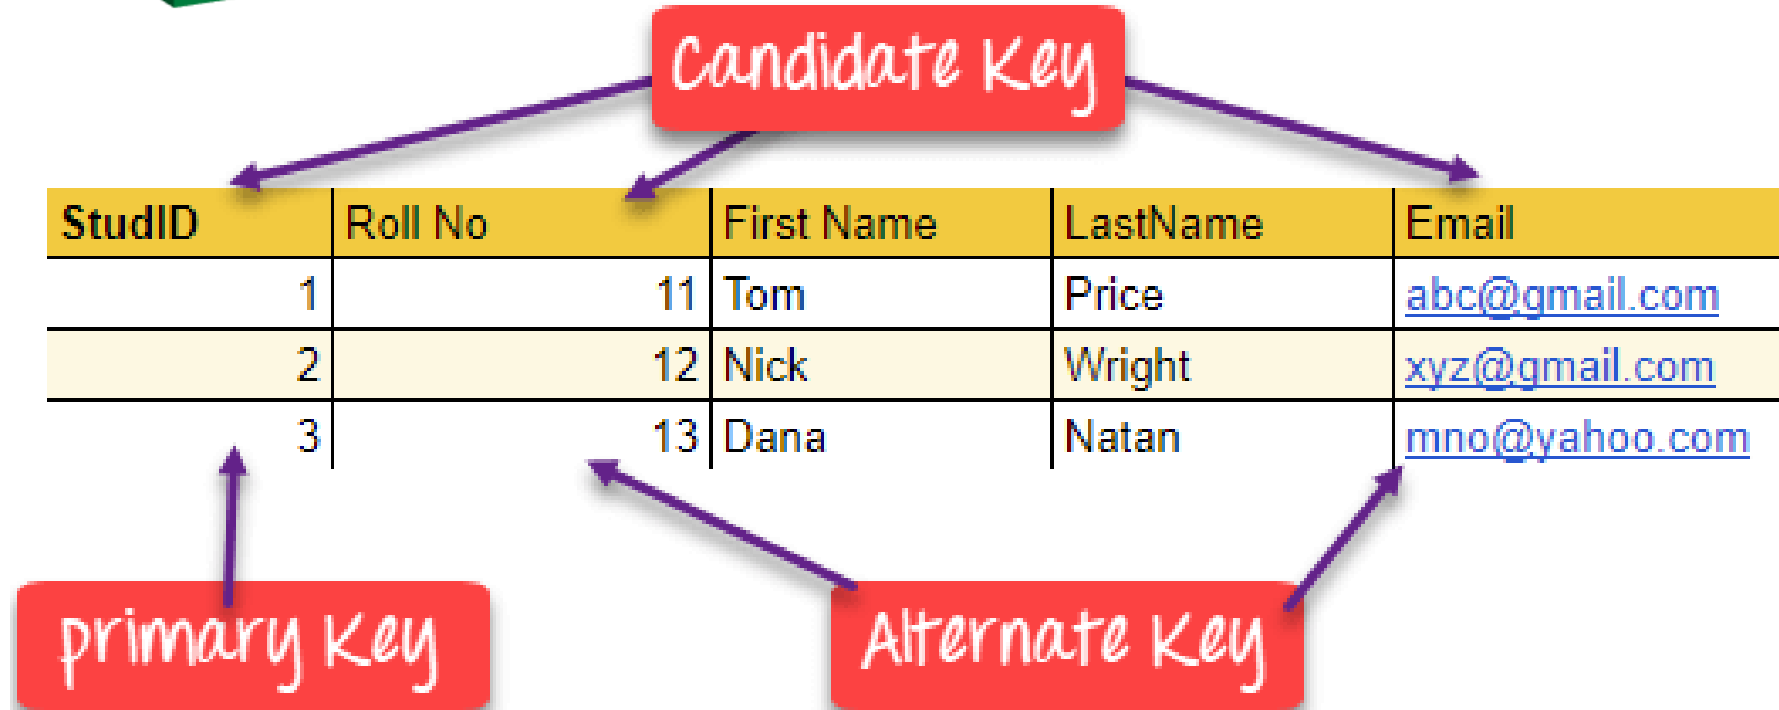 Candidate Key
StudID Roll No First Name LastName Email
1 11 Tom Price abc@gmail.com
2 12 Nick Wright xyz@gmail.com
3 13 Dana Natan mno@yahoo.com
primary Key Alternate Key